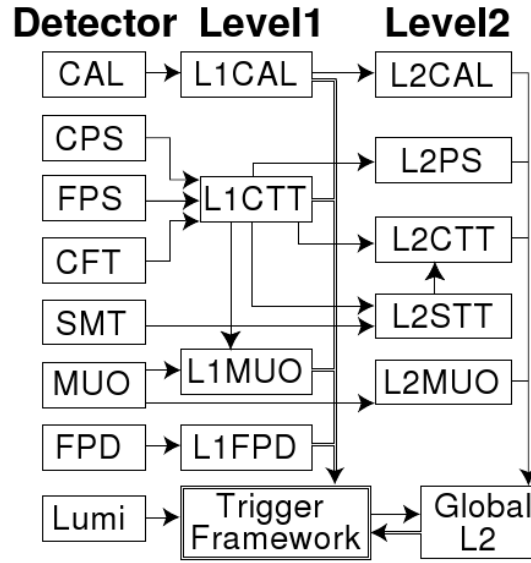 Detector Level1 Level2
CAL L1CAL L2CAL
CPS
L2PS
FPS L1CTT
CFT L2CTT
SMT L2STT
MUO L1MUO L2MUO
FPD L1FPD
Lumi Trigger Global
Framework L2